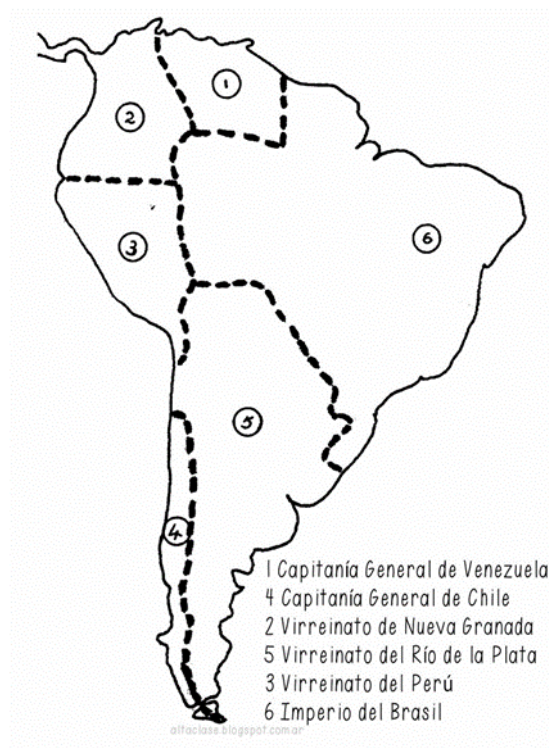 1
2
3
6
5
4
1 Capitanía General de Venezuela
4 Capitanía General de Chile
2 Virreinato de Nueva Granada
5 Virreinato del Río de la Plata
3 Virreinato del Perú
6 Imperio del Brasil
altaclase.blogspot.com.ar